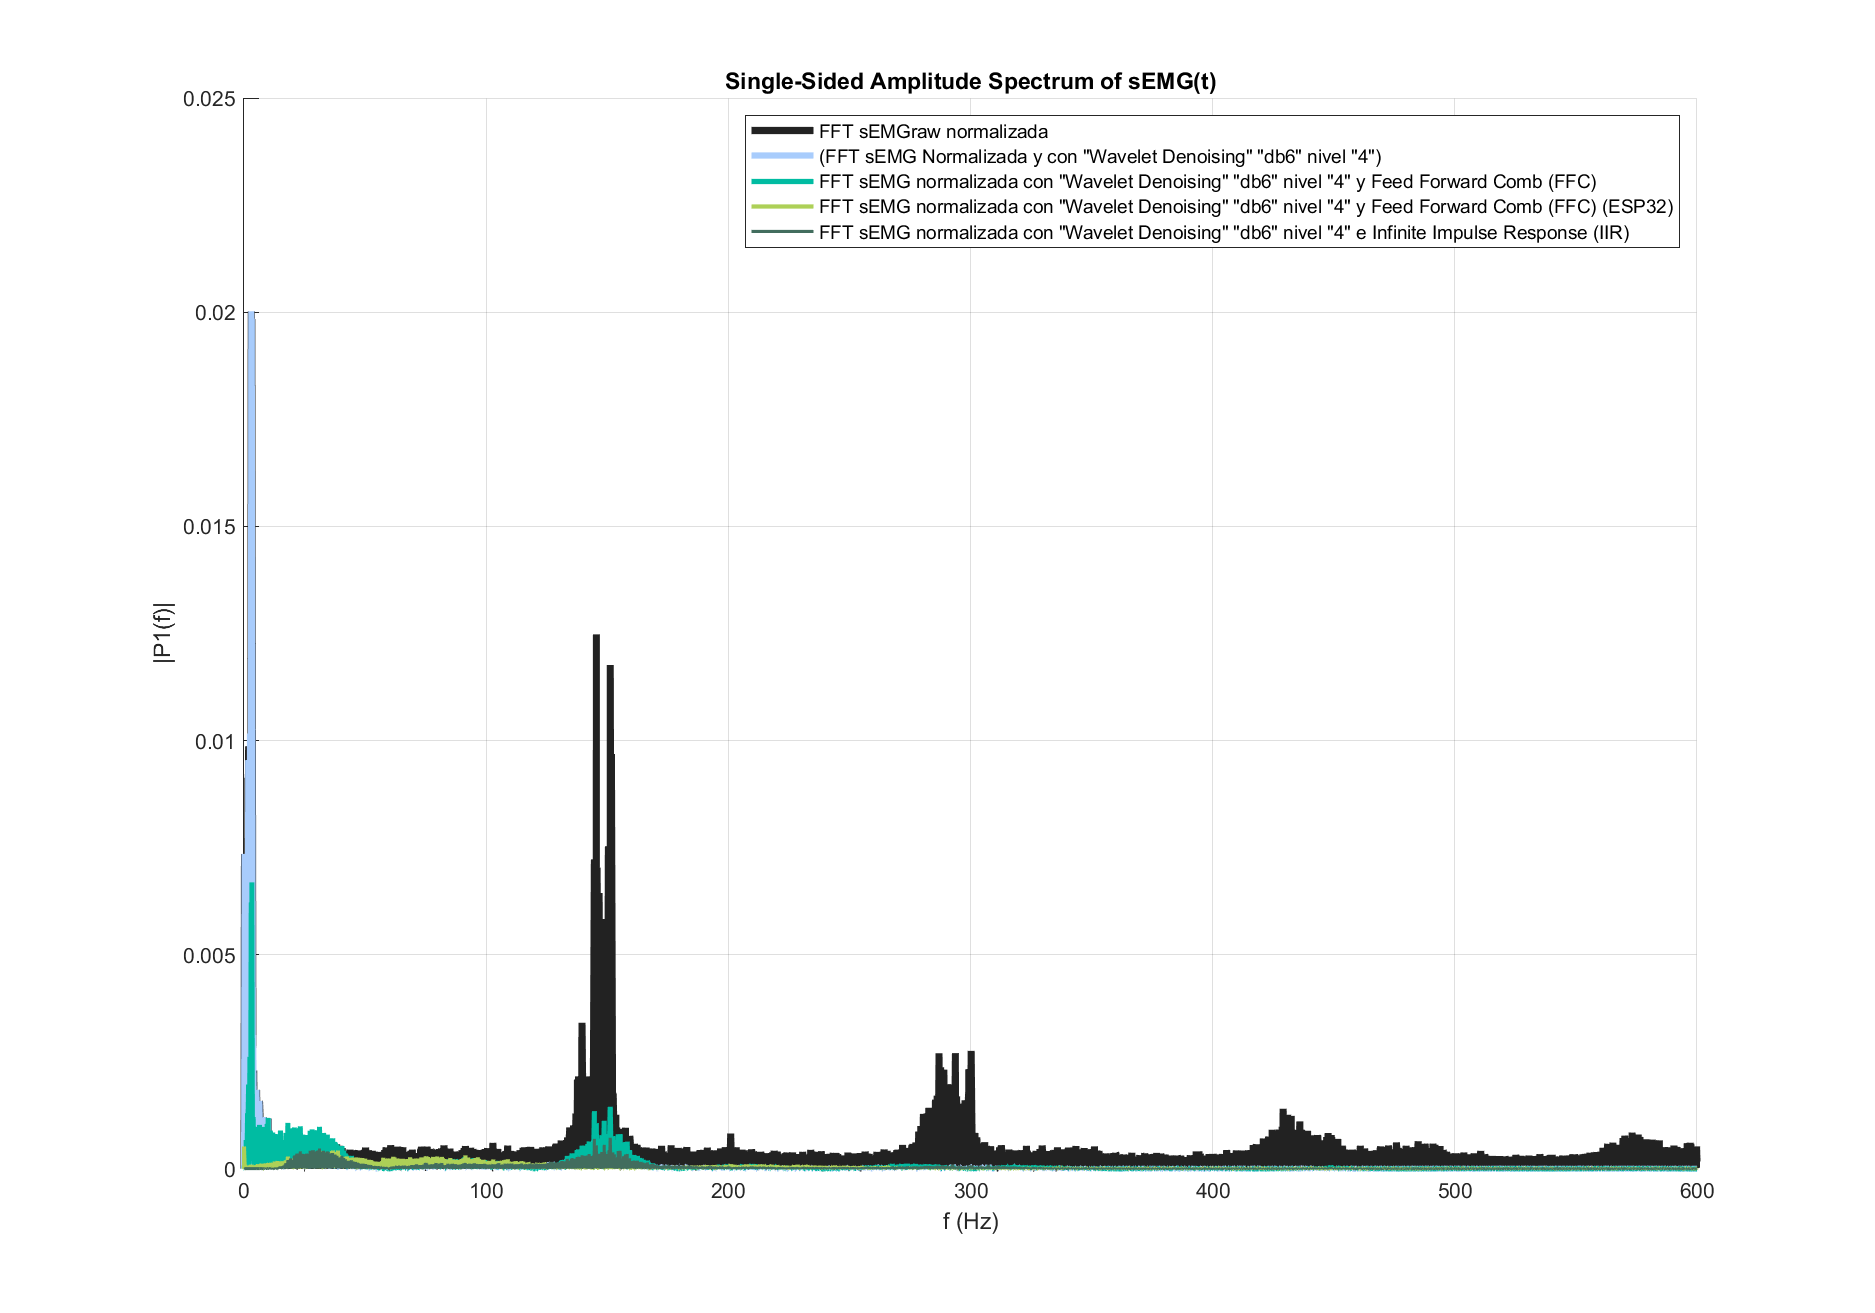 Single-Sided Amplitude Spectrum of sEMG(t)
0.025
FFT sEMGraw normalizada
(FFT sEMG Normalizada y con "Wavelet Denoising" "db6" nivel "4")
FFT sEMG normalizada con "Wavelet Denoising" "db6" nivel "4" y Feed Forward Comb (FFC)
FFT sEMG normalizada con "Wavelet Denoising" "db6" nivel "4" y Feed Forward Comb (FFC) (ESP32)
FFT sEMG normalizada con "Wavelet Denoising" "db6" nivel "4" e Infinite Impulse Response (IIR)
0.02
0.015
|P1(f)|
0.01
0.005
0
0 100 200 300 400 500 600
f (Hz)